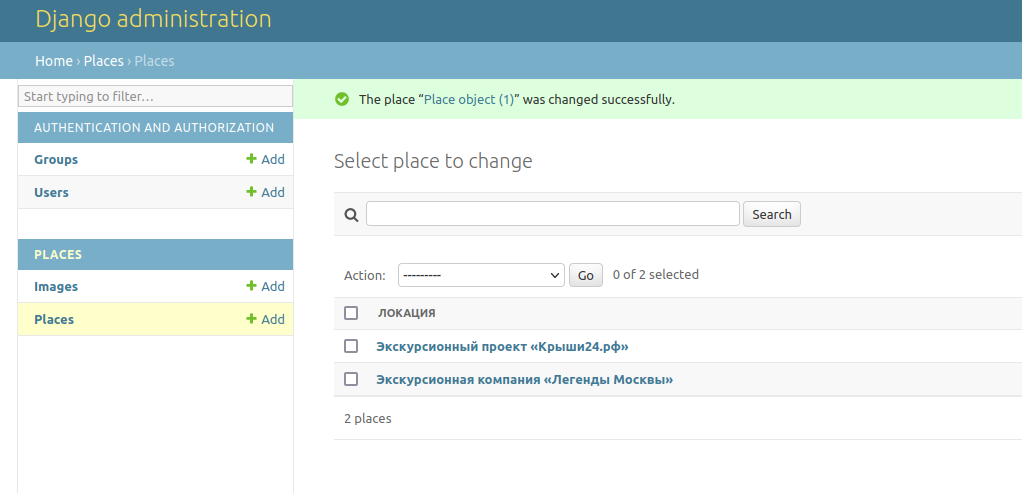 Django administration
Home › Places › Places
Start typing to filter…
AUTHENTICATION AND AUTHORIZATION
Groups + Add
Users + Add
PLACES
Images + Add
Places + Add
The place “Place object (1)” was changed successfully.
Select place to change
Search
Action: --------- Go 0 of 2 selected
ЛОКАЦИЯ
Экскурсионный проект «Крыши24.рф»
Экскурсионная компания «Легенды Москвы»
2 places